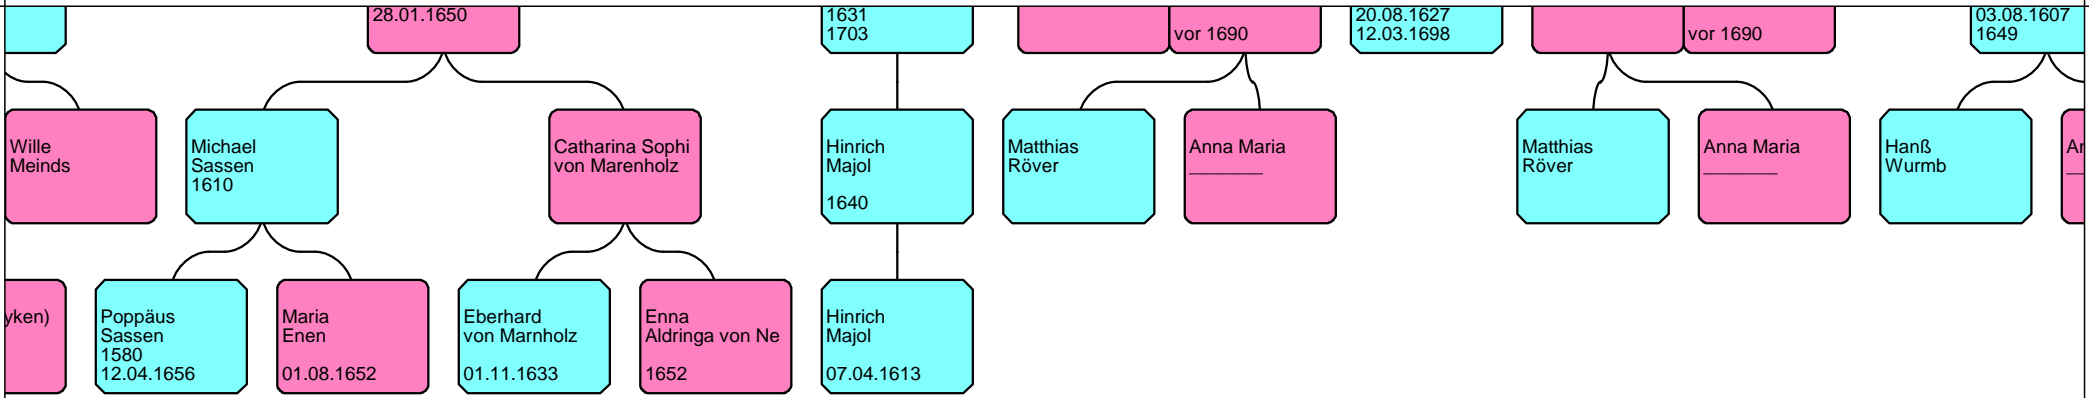 28.01.1650
1631
1703
vor 1690
20.08.1627
12.03.1698
vor 1690
03.08.1607
1649
Wille
Meinds
Michael
Sassen
1610
Catharina Sophi
von Marenholz
Hinrich
Majol
1640
Matthias
Röver
Anna Maria
_______
Matthias
Röver
Anna Maria
_______
Hanß
Wurmb
yken)
Poppäus
Sassen
1580
12.04.1656
Maria
Enen
01.08.1652
Eberhard
von Marnholz
01.11.1633
Enna
Aldringa von Ne
1652
Hinrich
Majol
07.04.1613